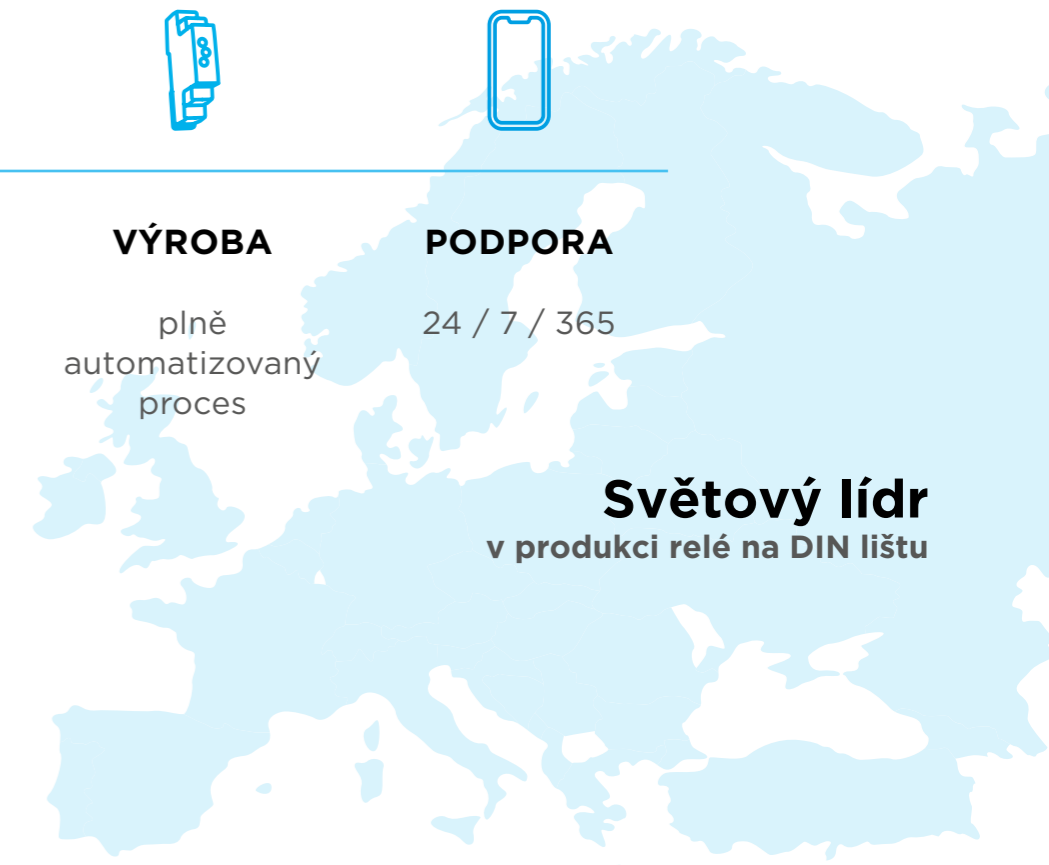 VÝROBA
plně
automatizovaný
proces
PODPORA
24 / 7 / 365
Světový lídr
v produkci relé na DIN lištu